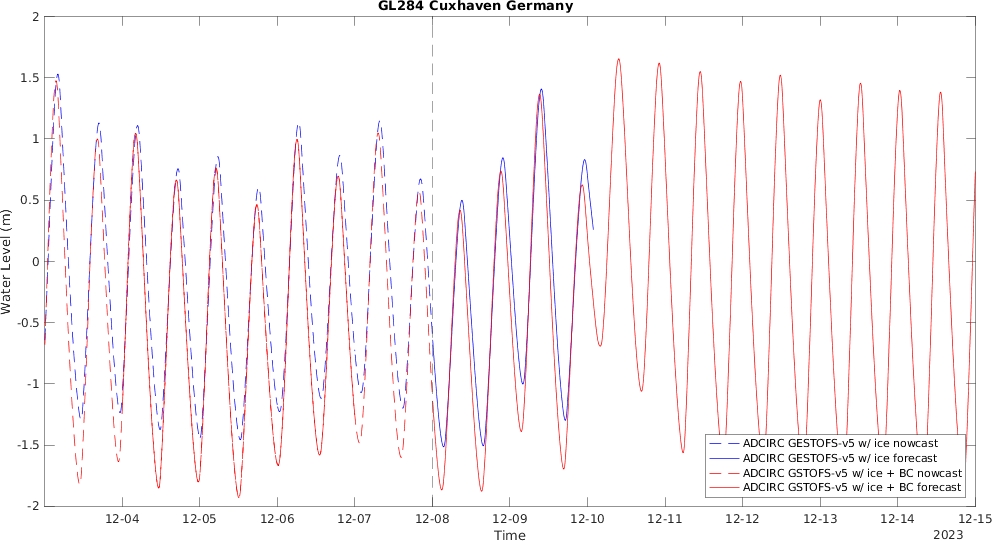 GL284 Cuxhaven Germany
2
1.5
1
0.5
0
-0.5
-1
-1.5
-2
Water Level (m)
ADCIRC GESTOFS-v5 w/ ice nowcast
ADCIRC GESTOFS-v5 w/ ice forecast
ADCIRC GSTOFS-v5 w/ ice + BC nowcast
ADCIRC GSTOFS-v5 w/ ice + BC forecast
12-04 12-05 12-06 12-07 12-08 12-09 12-10 12-11 12-12 12-13 12-14 12-15
Time
2023